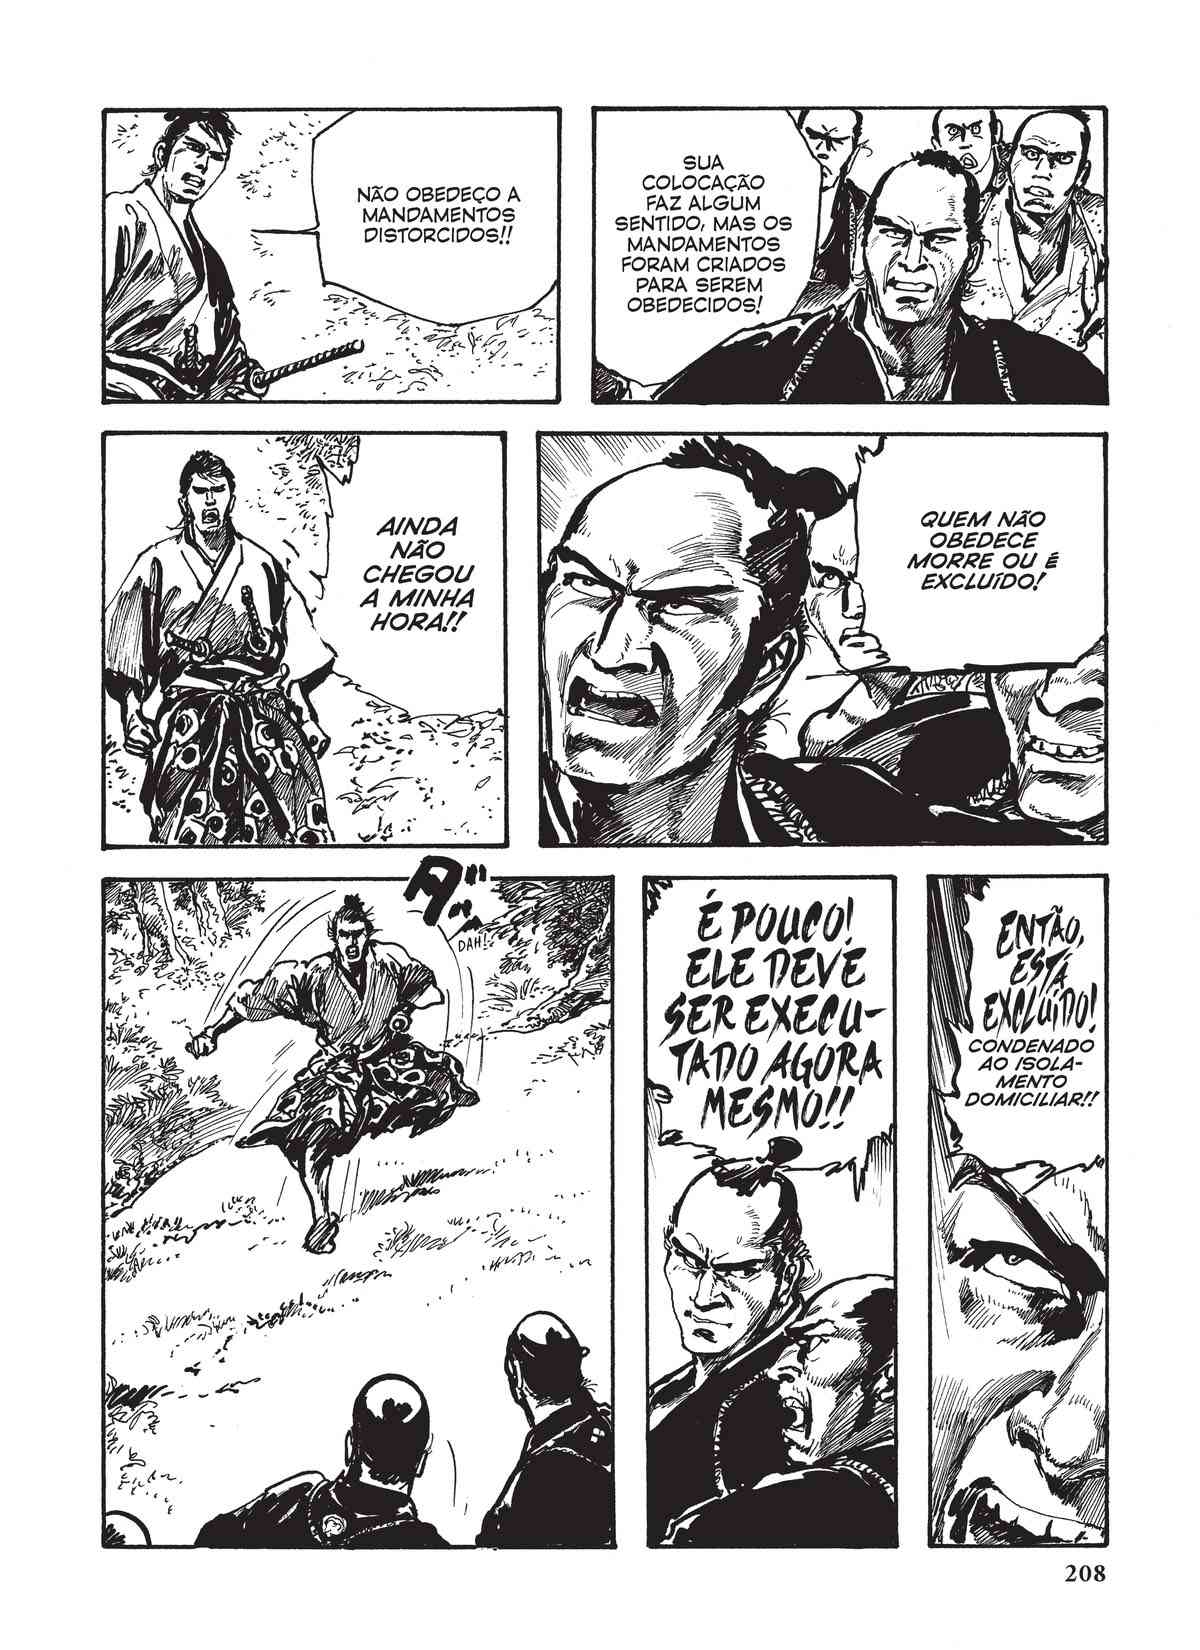 SUA
COLOCAÇÃO
FAZ ALGUM
SENTIDO, MAS OS
MANDAMENTOS
FORAM CRIADOS
PARA SEREM
OBEDECIDOS!
NÃO OBEDEÇO A
MANDAMENTOS
DISTORCIDOS!!
QUEM NÃO
OBEDECE
MORRE OU É
EXCLUÍDO!
AINDA
NÃO
CHEGOU
A MINHA
HORA!!
ENTÃO,
ESTÁ
EXCLUÍDO!
CONDENADO
AO ISOLA-
MENTO
DOMICILIAR!!
É POUCO!
ELE DEVE
SER EXECU-
TADO AGORA
MESMO!!
DAH!
208